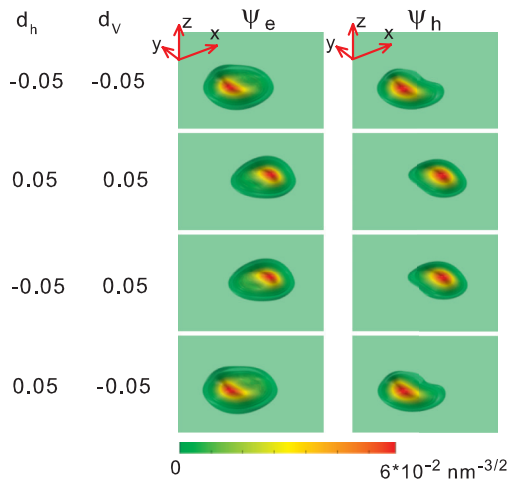 d_h d_V Ψ_e Ψ_h
z z
y x y x
-0.05 -0.05
0.05 0.05
-0.05 0.05
0.05 -0.05
0 6*10^{-2} nm^{-3/2}